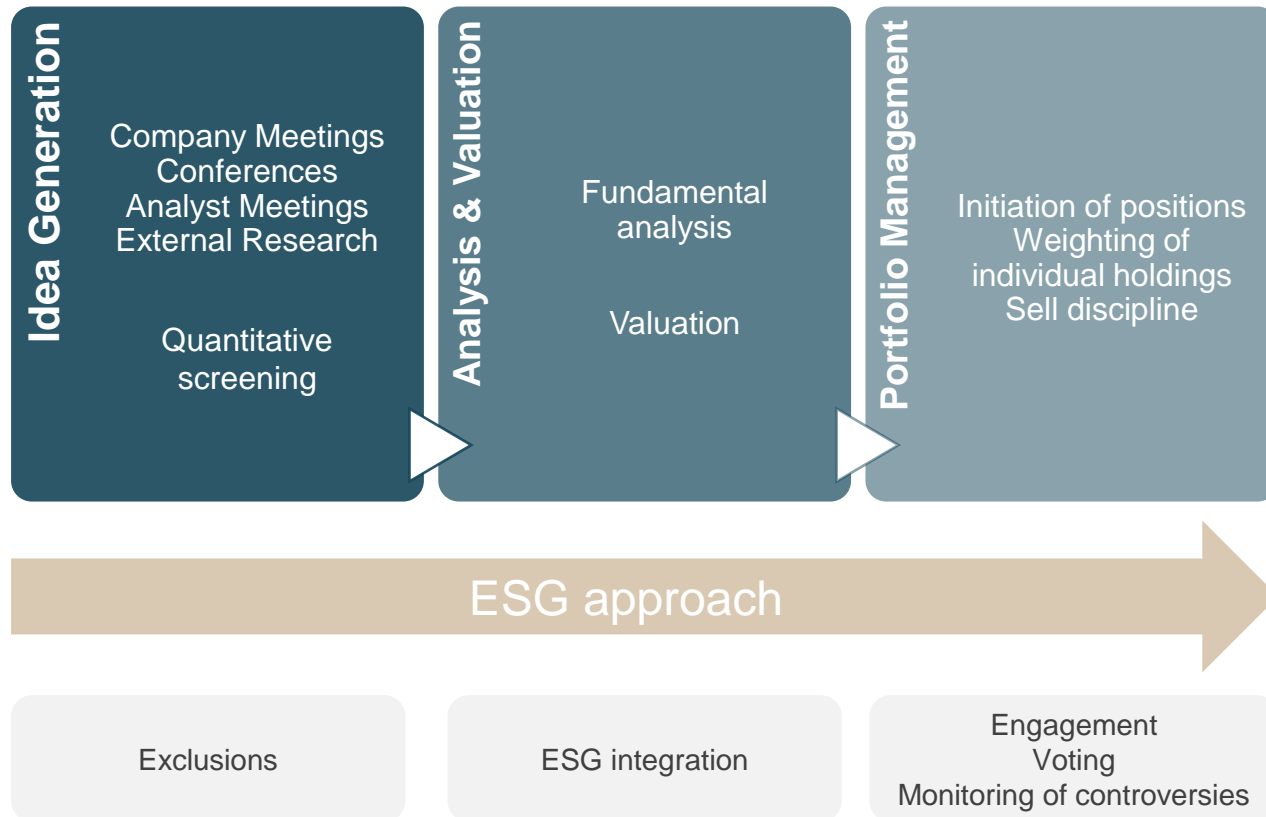 Idea Generation
Company Meetings
Conferences
Analyst Meetings
External Research
Quantitative
screening
Analysis & Valuation
Fundamental
analysis
Valuation
Portfolio Management
Initiation of positions
Weighting of
individual holdings
Sell discipline
ESG approach
Exclusions
ESG integration
Engagement
Voting
Monitoring of controversies